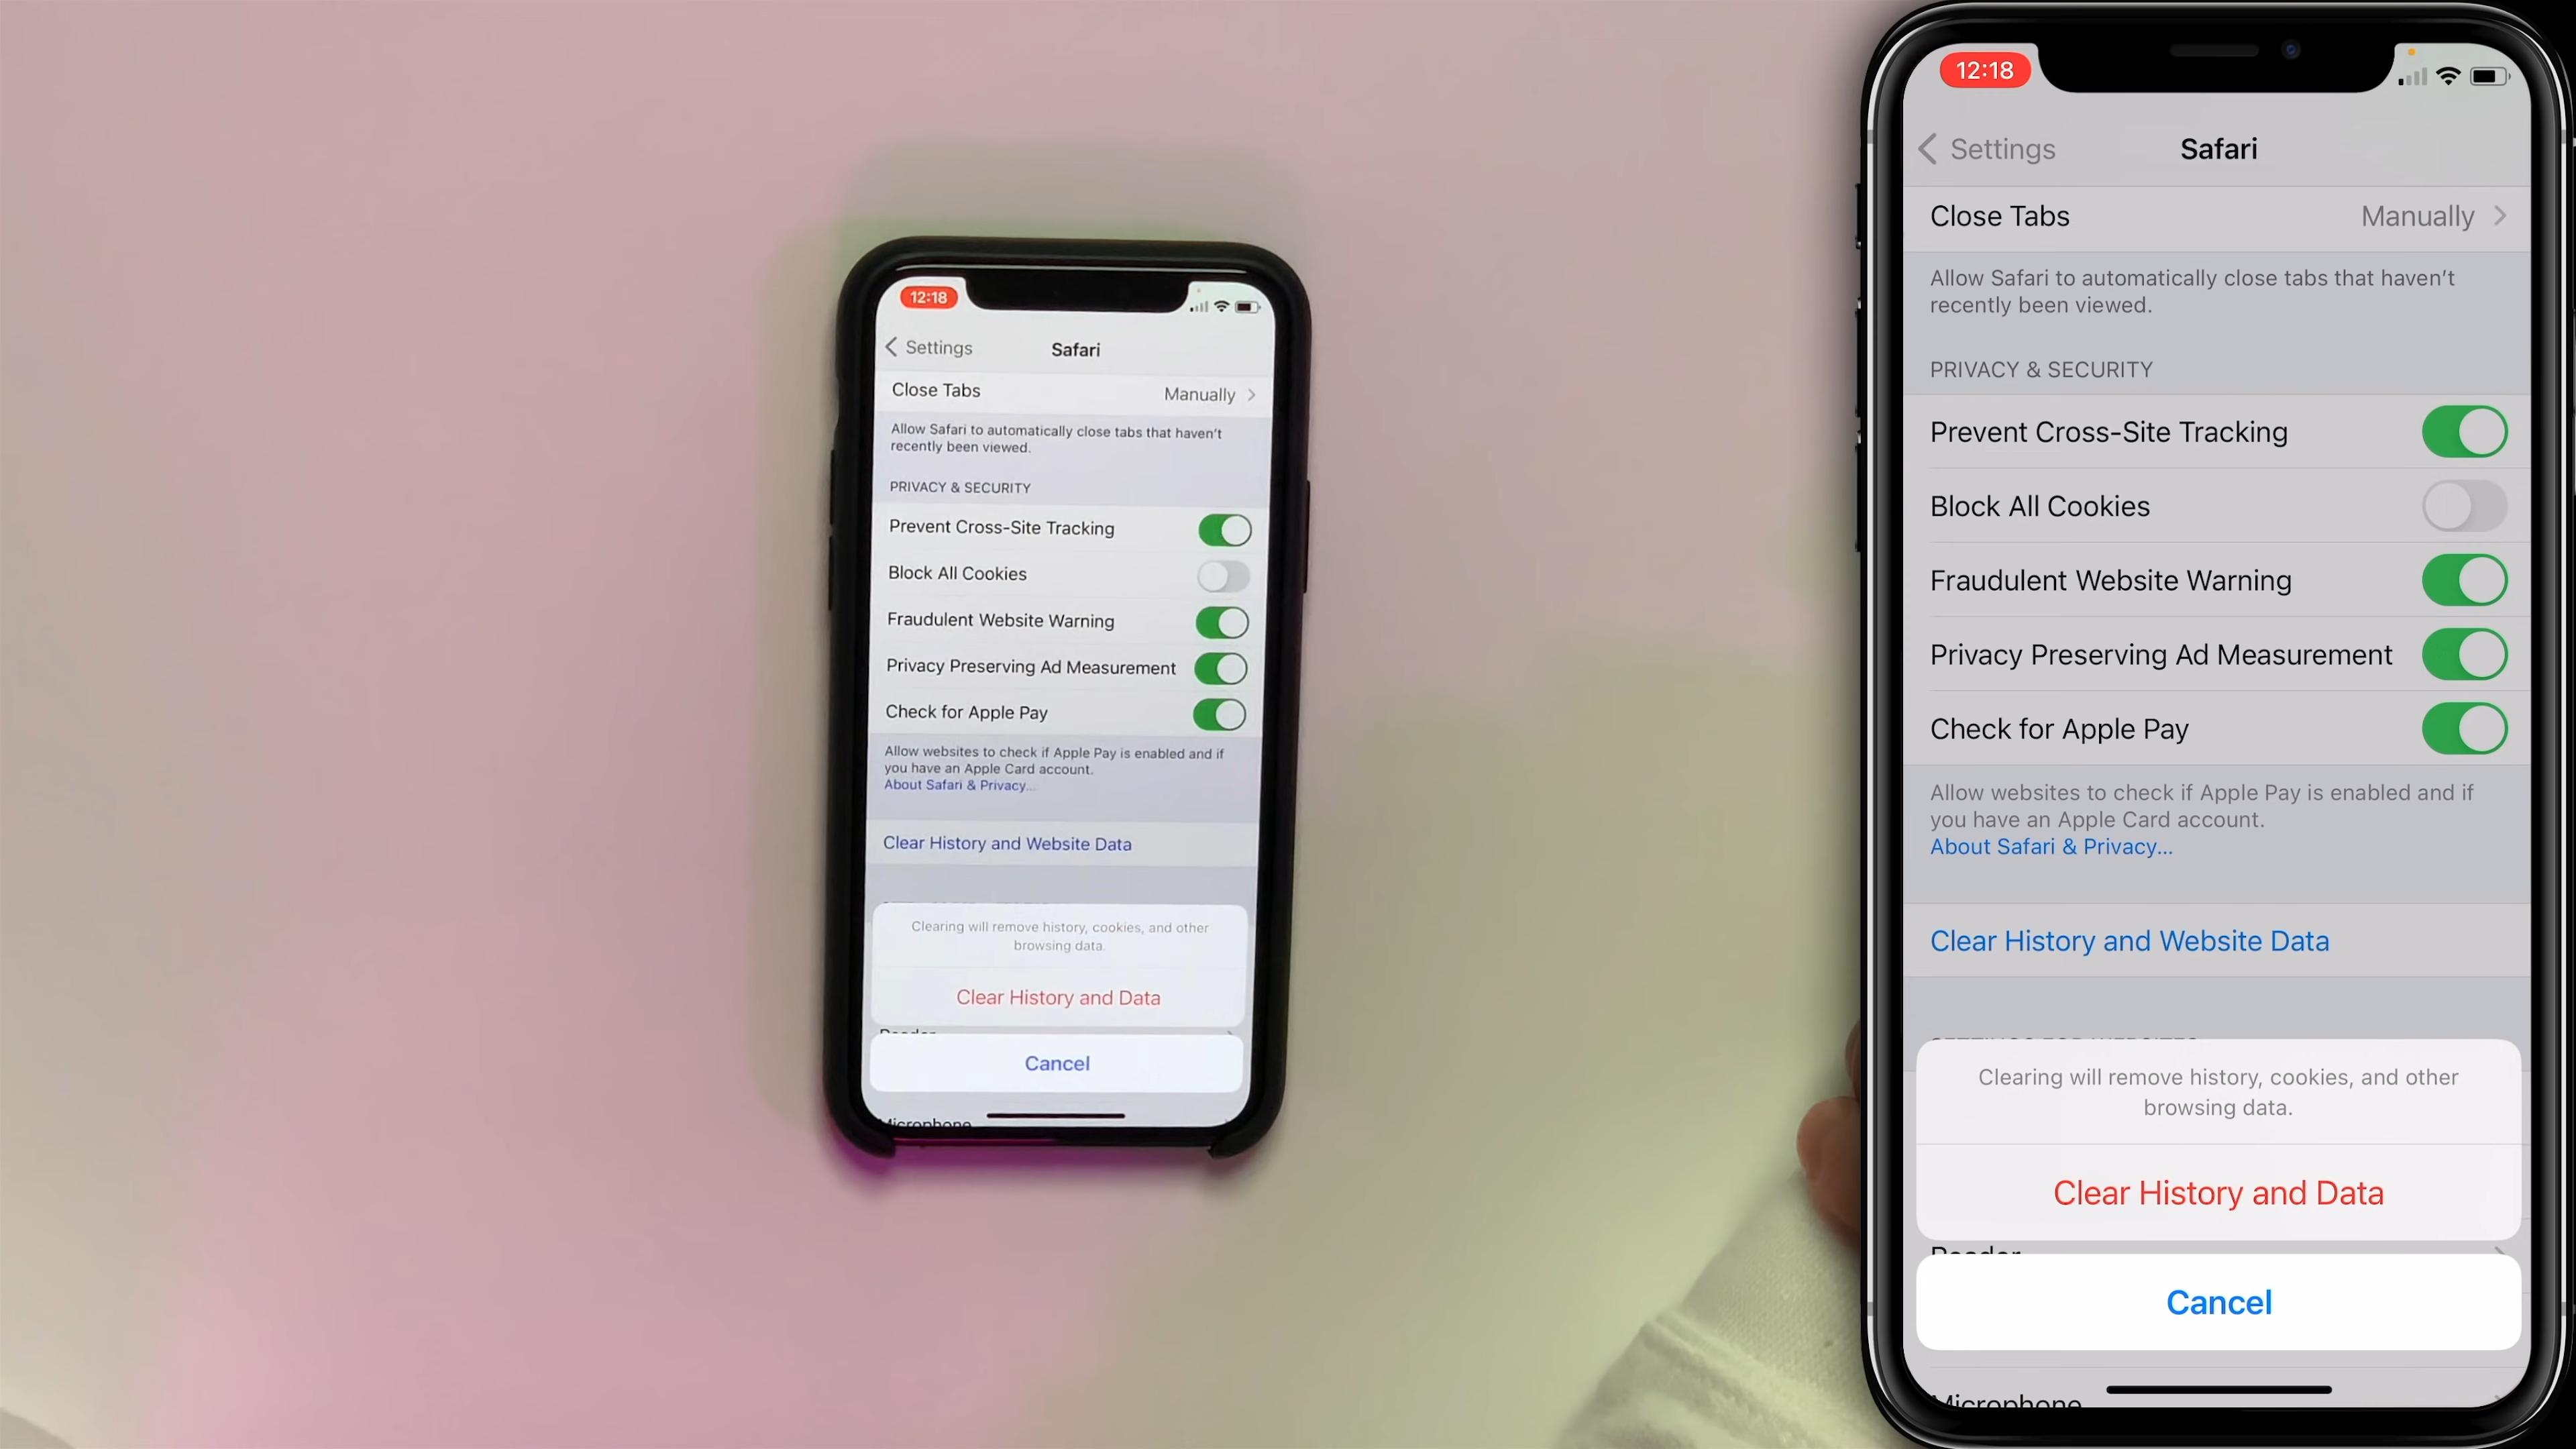 12:18
Settings
Safari
Close Tabs
Manually
Allow Safari to automatically close tabs that haven't
recently been viewed.
PRIVACY & SECURITY
Prevent Cross-Site Tracking
Block All Cookies
Fraudulent Website Warning
Privacy Preserving Ad Measurement
Check for Apple Pay
Allow websites to check if Apple Pay is enabled and if
you have an Apple Card account.
About Safari & Privacy...
Clear History and Website Data
Clearing will remove history, cookies, and other
browsing data.
Clear History and Data
Reader
Cancel
Microphone
12:18
Settings
Safari
Close Tabs
Manually
Allow Safari to automatically close tabs that haven't
recently been viewed.
PRIVACY & SECURITY
Prevent Cross-Site Tracking
Block All Cookies
Fraudulent Website Warning
Privacy Preserving Ad Measurement
Check for Apple Pay
Allow websites to check if Apple Pay is enabled and if
you have an Apple Card account.
About Safari & Privacy...
Clear History and Website Data
SETTINGS FOR WEBSITES
Clearing will remove history, cookies, and other
browsing data.
Clear History and Data
Reader
Cancel
Microphone